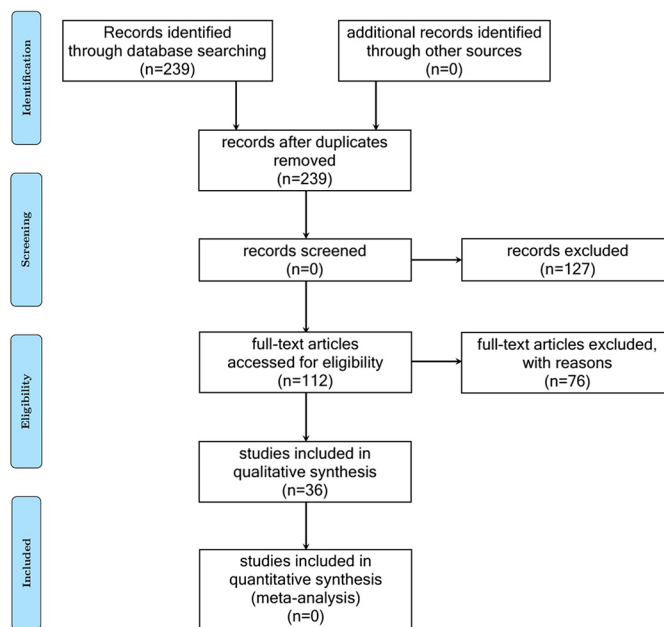 Identification
Records identified
through database searching
(n=239)
additional records identified
through other sources
(n=0)
records after duplicates
removed
(n=239)
Screening
records screened
(n=0)
records excluded
(n=127)
Eligibility
full-text articles
accessed for eligibility
(n=112)
full-text articles excluded,
with reasons
(n=76)
studies included in
qualitative synthesis
(n=36)
Included
studies included in
quantitative synthesis
(meta-analysis)
(n=0)